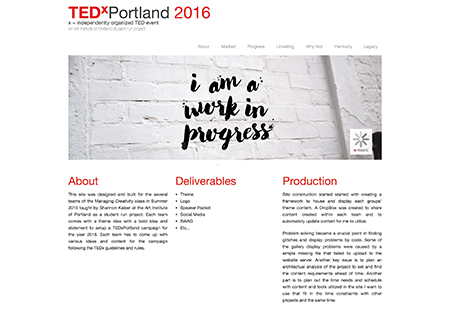 TEDxPortland 2016
x = independently organized TED event
An Art Institute of Portland student run project
About Marked Progress Unveiling Why Not Harmony Legacy
i am a
work in
progress
About
This site was designed and built for the several
teams of the Managing Creativity class in Summer
2015 taught by Shannon Kaiser at the Art Institute
of Portland as a student run project. Each team
comes with a theme idea with a bold idea and
statement to setup a TEDxPortland campaign for
the year 2016. Each team has to come up with
various ideas and content for the campaign
following the TEDx guidelines and rules.
Deliverables
Theme
Logo
Speaker Packet
Social Media
SWAG
Etc...
Production
Site construction started started with creating a
framework to house and display each groups'
theme content. A DropBox was created to share
content created within each team and to
automaticly update content for me to utilize in the
site.
Problem solving became a crucial point in finding
glitches and display problems by code. Some of
the gallery display problems were caused by a
simple missing file that failed to upload to the
website server. Another key issue is to plan an
architectual analysis of the project to set and find
the content requirements ahead of time. Another
part is to plan out the time needs and schedule
with content and tools utilized in the site I want to
use that fit in the time constraints with other
projects and the same time.